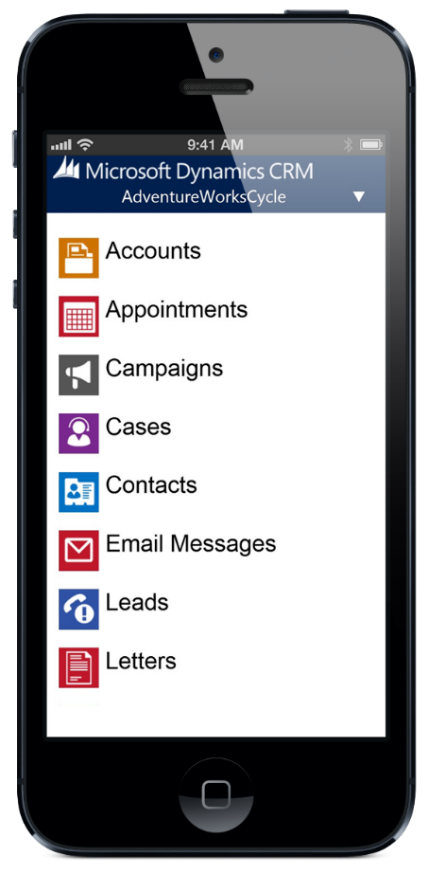 9:41 AM
Microsoft Dynamics CRM
AdventureWorksCycle
Accounts
Appointments
Campaigns
Cases
Contacts
Email Messages
Leads
Letters